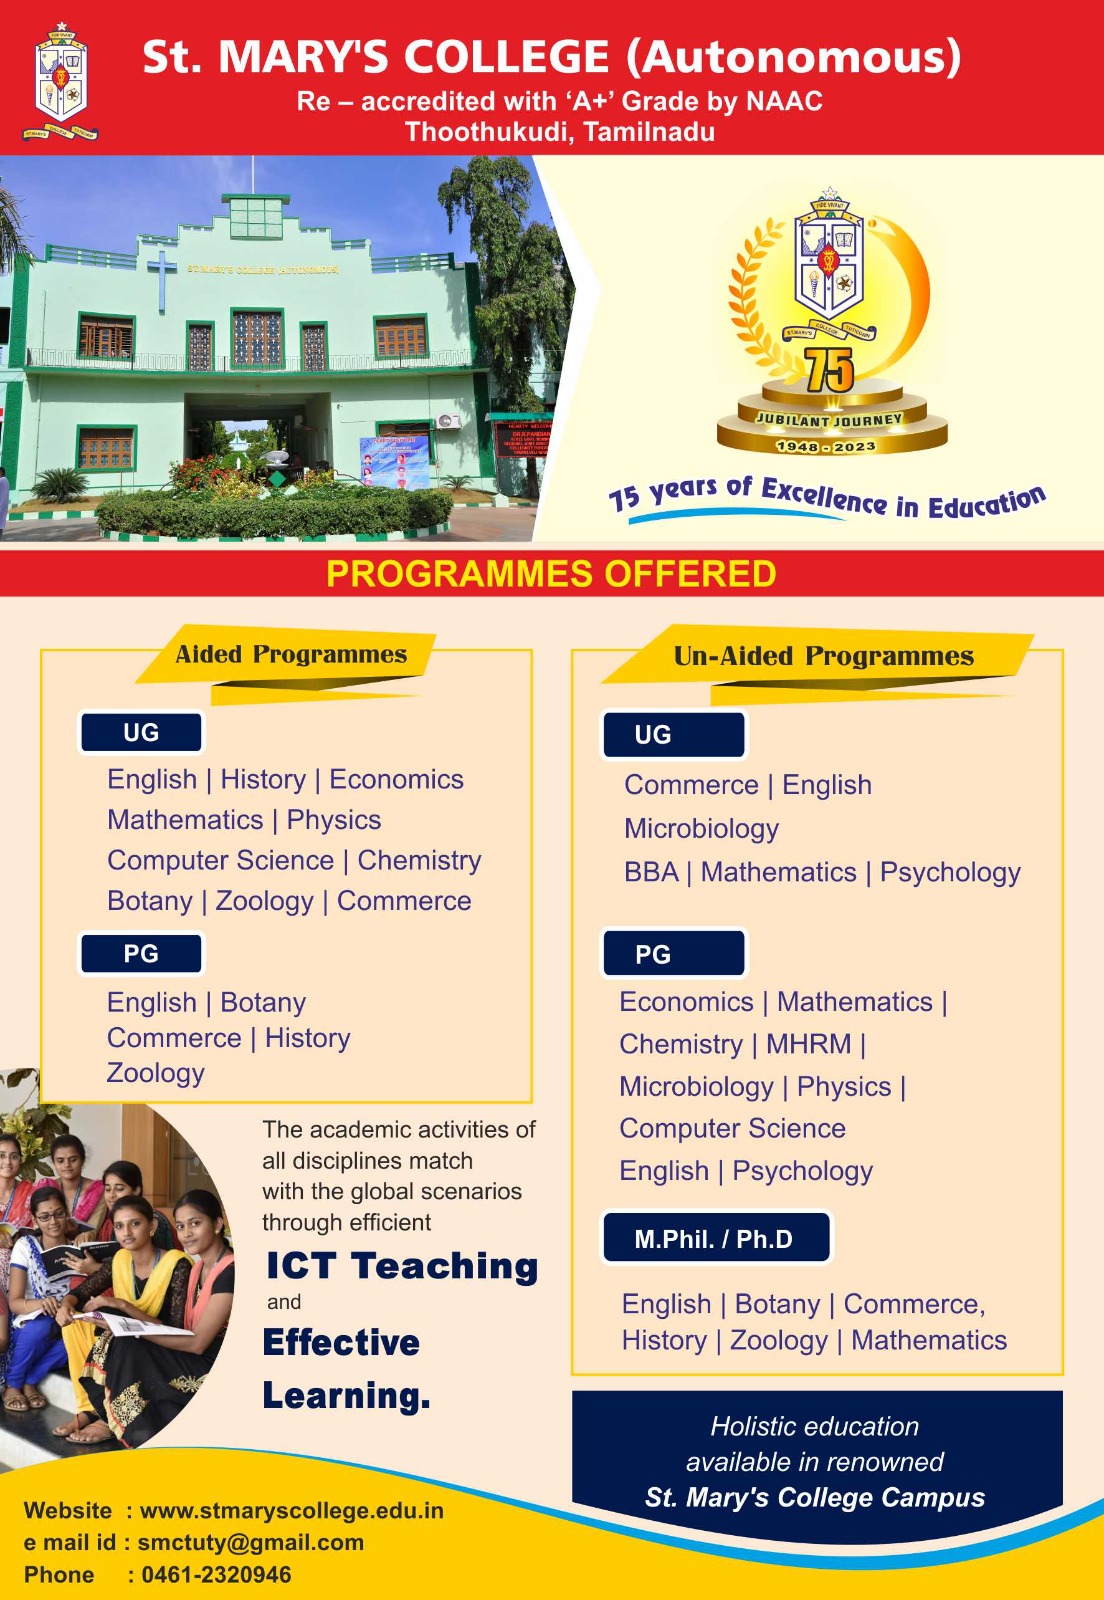 St. MARY'S COLLEGE (Autonomous)
Re – accredited with ‘A+’ Grade by NAAC
Thoothukudi, Tamilnadu
ST.MARY'S COLLEGE (AUTONOMOUS)
75
JUBILANT JOURNEY
1948 - 2023
75 years of Excellence in Education
PROGRAMMES OFFERED
Aided Programmes
UG
English | History | Economics
Mathematics | Physics
Computer Science | Chemistry
Botany | Zoology | Commerce
PG
English | Botany
Commerce | History
Zoology
Un-Aided Programmes
UG
Commerce | English
Microbiology
BBA | Mathematics | Psychology
PG
Economics | Mathematics |
Chemistry | MHRM |
Microbiology | Physics |
Computer Science
English | Psychology
M.Phil. / Ph.D
English | Botany | Commerce,
History | Zoology | Mathematics
The academic activities of
all disciplines match
with the global scenarios
through efficient
ICT Teaching
and
Effective
Learning.
Holistic education
available in renowned
St. Mary's College Campus
Website : www.stmaryscollege.edu.in
e mail id : smctuty@gmail.com
Phone : 0461-2320946